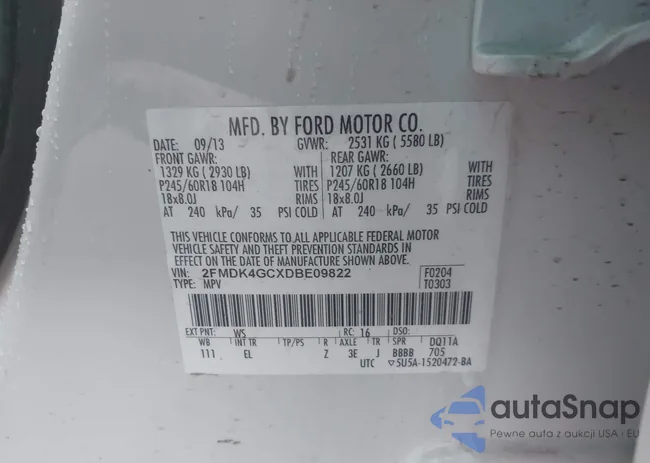 MFD. BY FORD MOTOR CO.
DATE: 09/13 GVWR: 2531 KG ( 5580 LB)
FRONT GAWR: REAR GAWR:
1329 KG ( 2930 LB) WITH 1207 KG ( 2660 LB) WITH
P245/60R18 104H TIRES P245/60R18 104H TIRES
18x8.0J RIMS 18x8.0J RIMS
AT 240 kPa/ 35 PSI COLD AT 240 kPa/ 35 PSI COLD
THIS VEHICLE CONFORMS TO ALL APPLICABLE FEDERAL MOTOR
VEHICLE SAFETY AND THEFT PREVENTION STANDARDS IN
EFFECT ON THE DATE OF MANUFACTURE SHOWN ABOVE.
VIN: 2FMDK4GCXDBE09822 F0204
TYPE: MPV T0303
EXT PNT: WS RC: 16 DSO:
WB INT TR TP/PS R AXLE TR SPR DQ11A
111 EL Z 3E J BBBB 705
UTC ▽5U5A-1520472-BA
autoSnap
Pewne auta z aukcji USA i EU